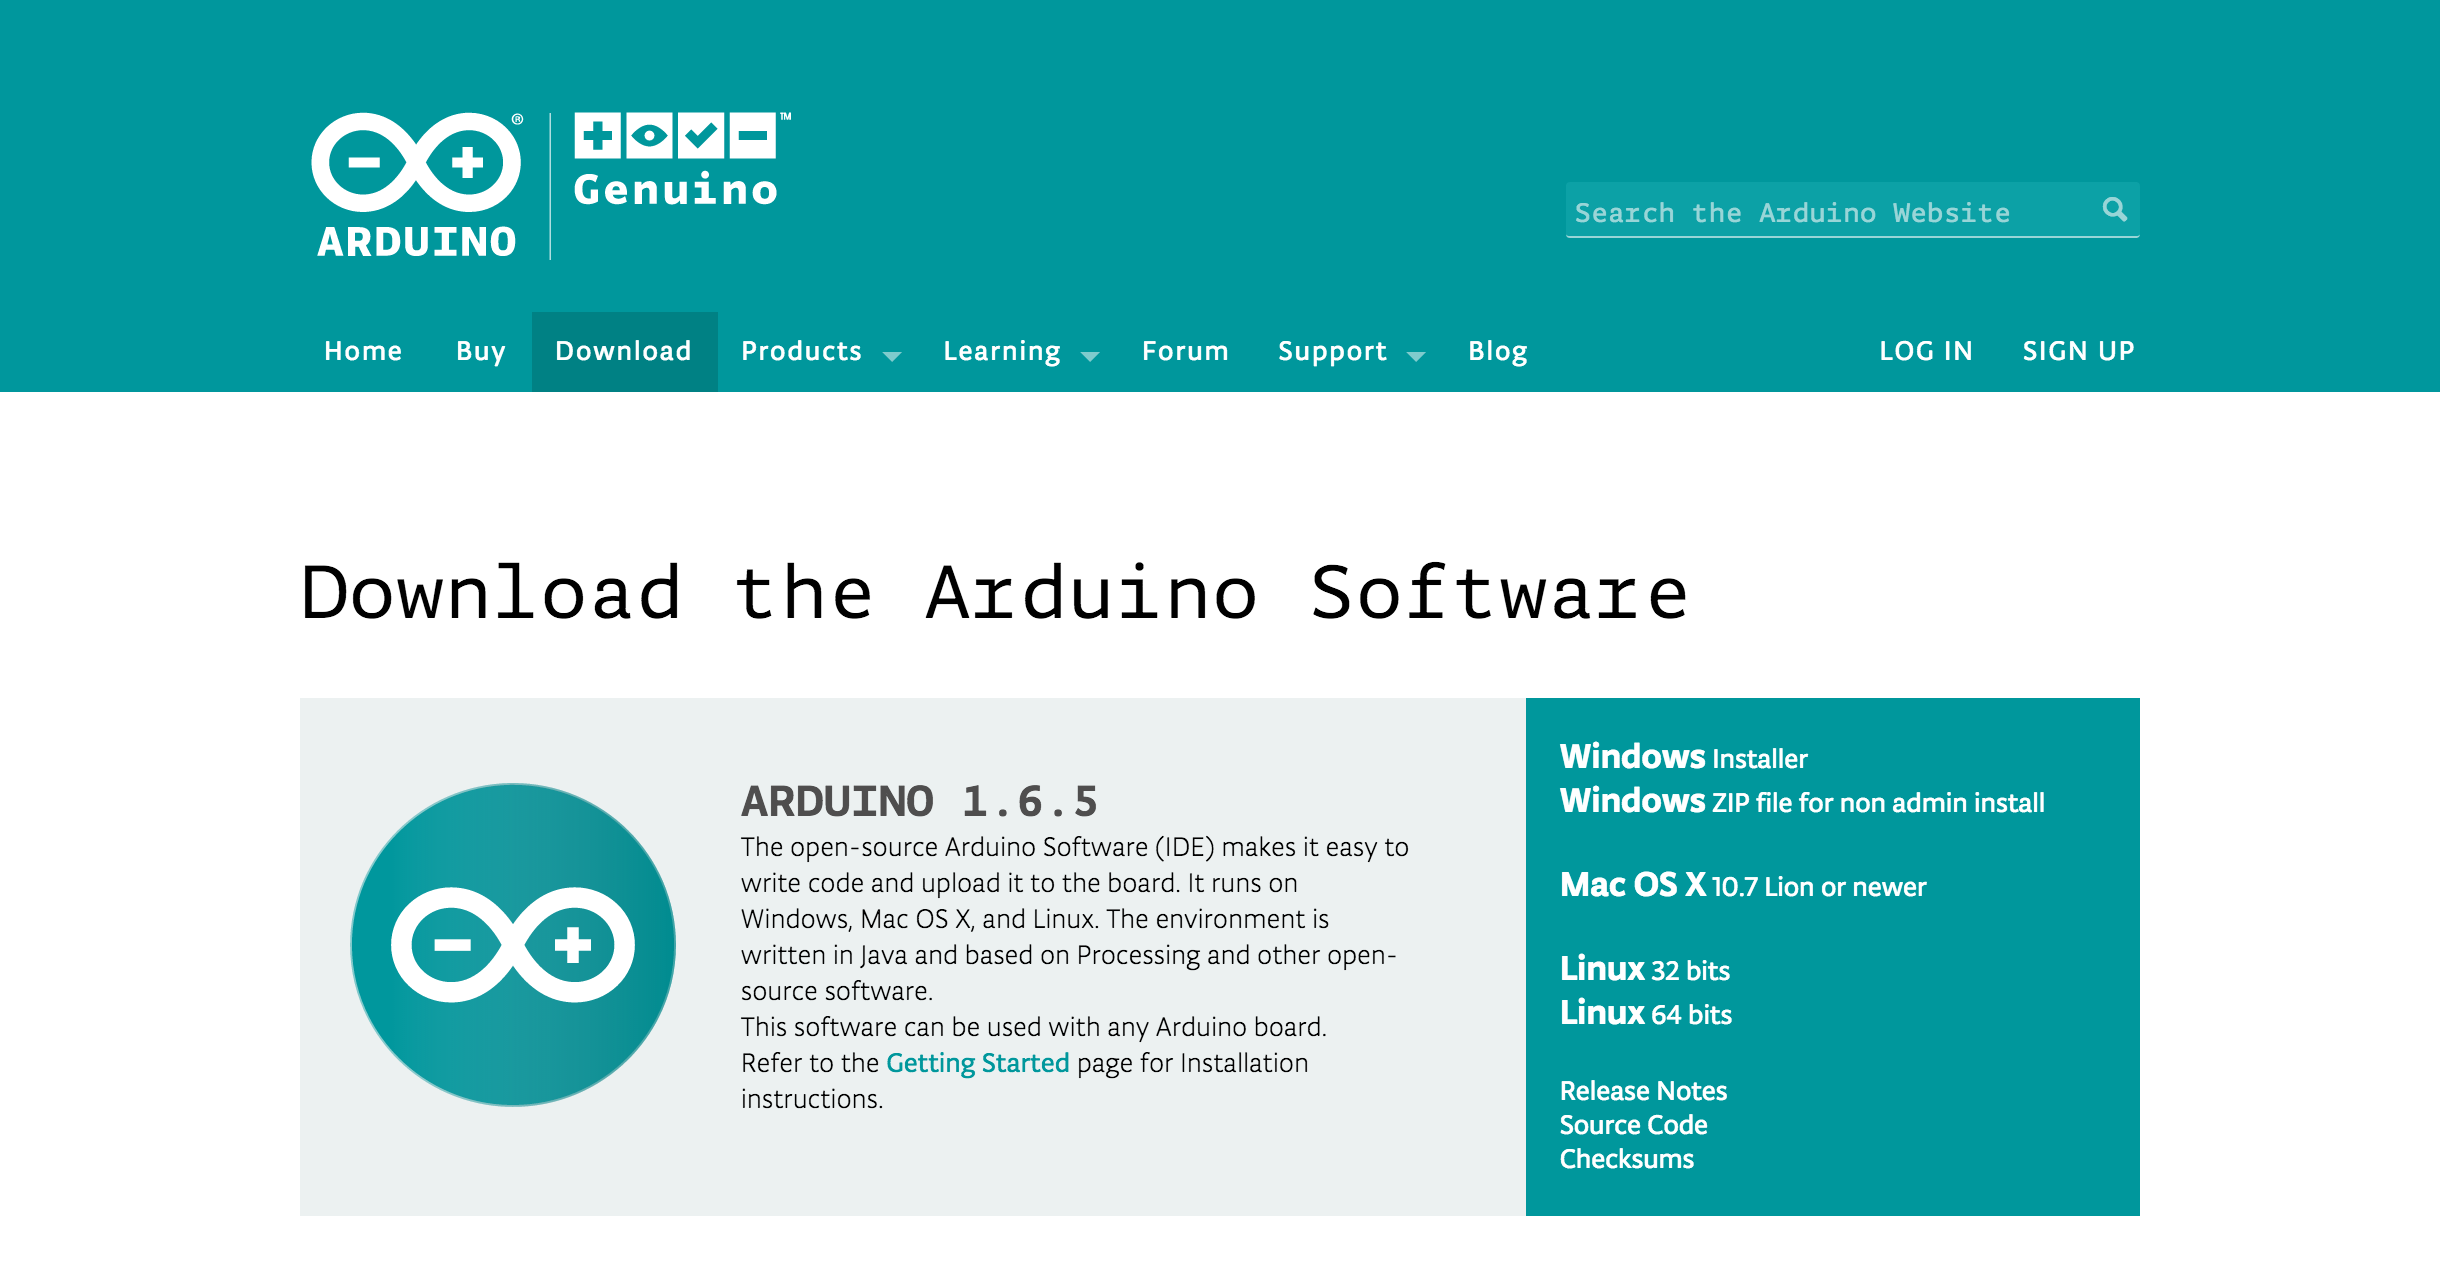 ARDUINO
®
Genuino
™
Search the Arduino Website
Home Buy Download Products Learning Forum Support Blog LOG IN SIGN UP
Download the Arduino Software
ARDUINO 1.6.5
The open-source Arduino Software (IDE) makes it easy to
write code and upload it to the board. It runs on
Windows, Mac OS X, and Linux. The environment is
written in Java and based on Processing and other open-
source software.
This software can be used with any Arduino board.
Refer to the Getting Started page for Installation
instructions.
Windows Installer
Windows ZIP file for non admin install
Mac OS X 10.7 Lion or newer
Linux 32 bits
Linux 64 bits
Release Notes
Source Code
Checksums